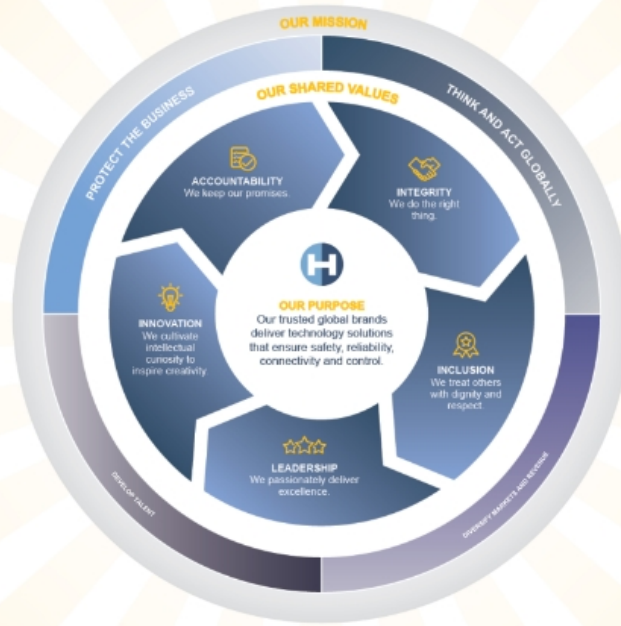 OUR MISSION
PROTECT THE BUSINESS
THINK AND ACT GLOBALLY
OUR SHARED VALUES
ACCOUNTABILITY
We keep our promises.
INTEGRITY
We do the right
thing.
H
OUR PURPOSE
Our trusted global brands
deliver technology solutions
that ensure safety, reliability,
connectivity and control.
INNOVATION
We cultivate
intellectual
curiosity to
inspire creativity.
INCLUSION
We treat others
with dignity and
respect.
LEADERSHIP
We passionately deliver
excellence.
DEVELOP TALENT
DIVERSIFY MARKETS AND REVENUE